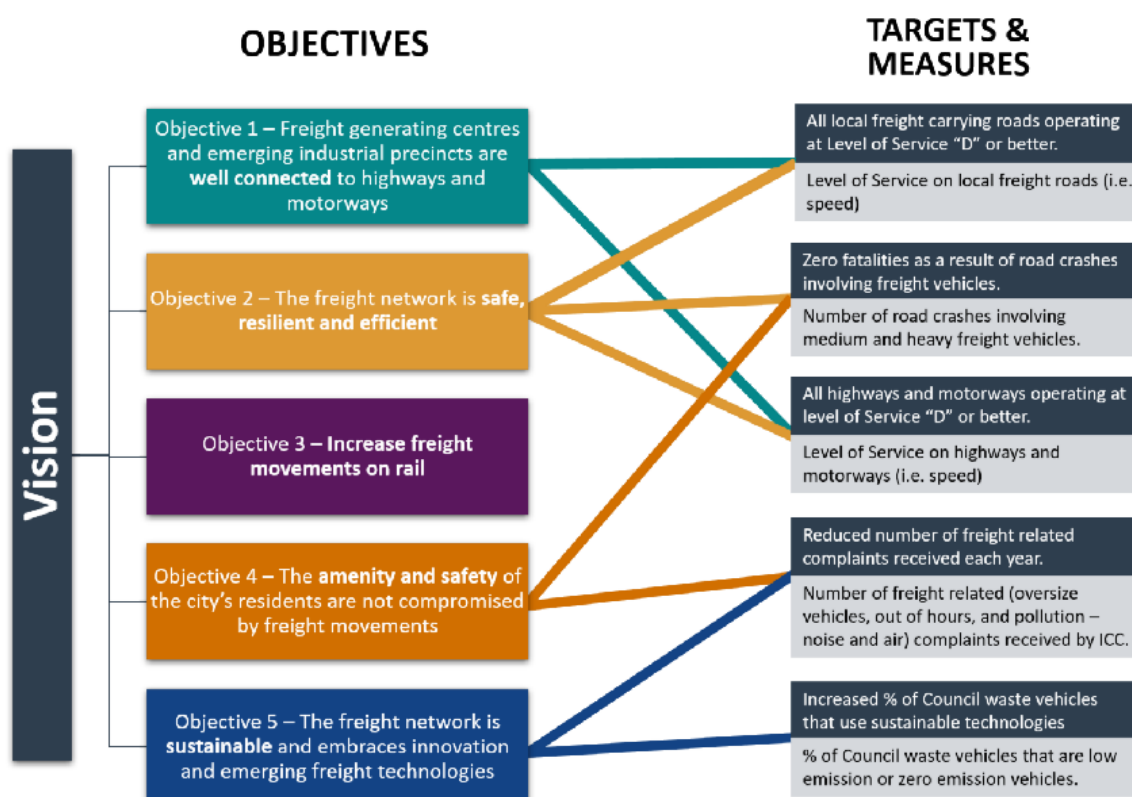 OBJECTIVES
TARGETS &
MEASURES
Vision
Objective 1 – Freight generating centres
and emerging industrial precincts are
well connected to highways and
motorways
Objective 2 – The freight network is safe,
resilient and efficient
Objective 3 – Increase freight
movements on rail
Objective 4 – The amenity and safety of
the city's residents are not compromised
by freight movements
Objective 5 – The freight network is
sustainable and embraces innovation
and emerging freight technologies
All local freight carrying roads operating
at Level of Service "D" or better.
Level of Service on local freight roads (i.e.
speed)
Zero fatalities as a result of road crashes
involving freight vehicles.
Number of road crashes involving
medium and heavy freight vehicles.
All highways and motorways operating at
level of Service "D" or better.
Level of Service on highways and
motorways (i.e. speed)
Reduced number of freight related
complaints received each year.
Number of freight related (oversize
vehicles, out of hours, and pollution –
noise and air) complaints received by ICC.
Increased % of Council waste vehicles
that use sustainable technologies
% of Council waste vehicles that are low
emission or zero emission vehicles.